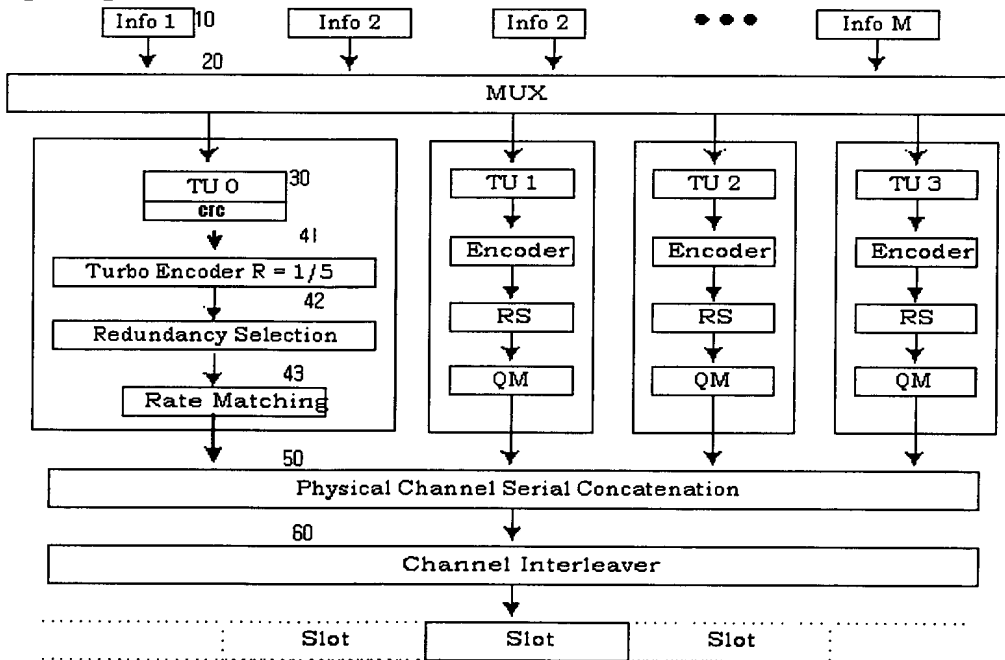 Info 1 10 Info 2 Info 2 Info M
20
MUX
TU 0 30 TU 1 TU 2 TU 3
crc
41 Encoder Encoder Encoder
Turbo Encoder R = 1/5
42
Redundancy Selection RS RS RS
43
Rate Matching QM QM QM
50
Physical Channel Serial Concatenation
60
Channel Interleaver
Slot Slot Slot